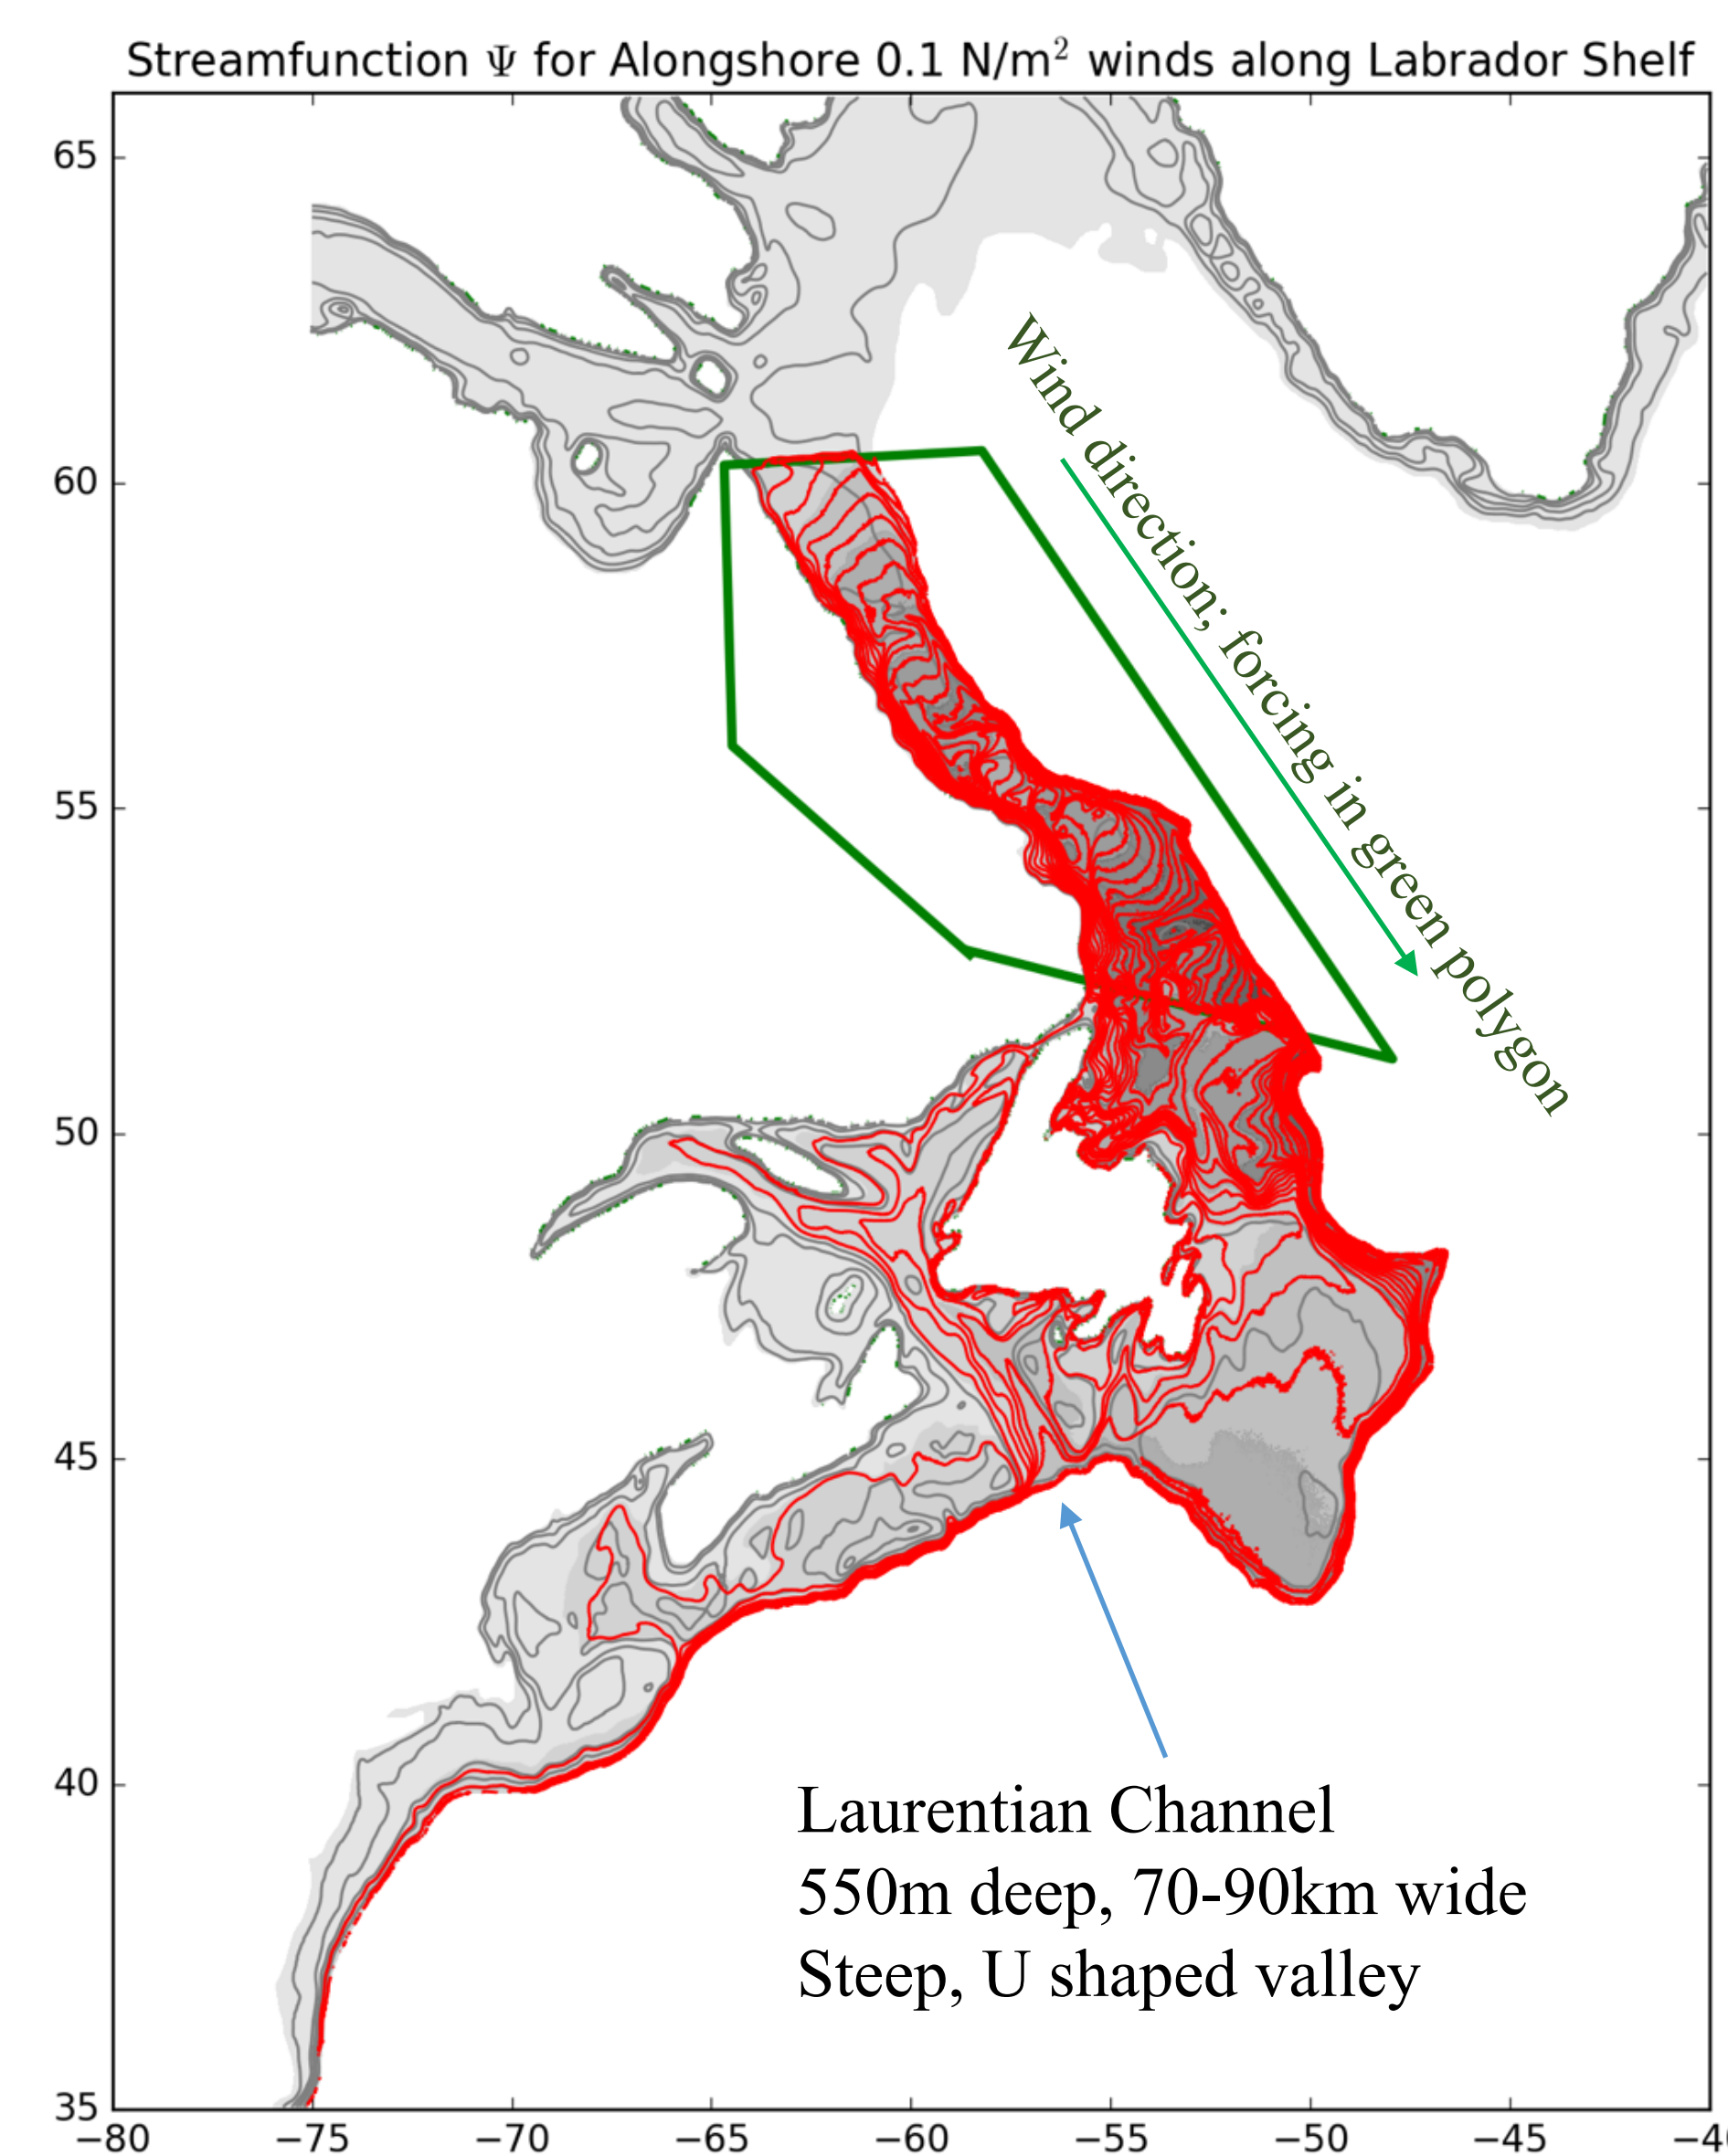 Streamfunction Ψ for Alongshore 0.1 N/m² winds along Labrador Shelf
65
60
55
50
45
40
35
Wind direction; forcing in green polygon
Laurentian Channel
550m deep, 70-90km wide
Steep, U shaped valley
−80 −75 −70 −65 −60 −55 −50 −45